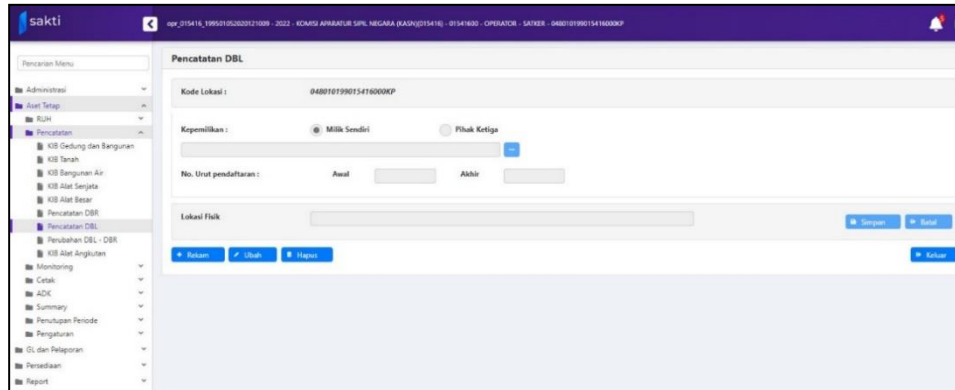 sakti
opr_015416_199501052020121009 - 2022 - KOMISI APARATUR SIPIL NEGARA (KASN)(015416) - 01541600 - OPERATOR - SATKER - 048010199015416000KP
Pencarian Menu
Administrasi
Aset Tetap
RUH
Pencatatan
KIB Gedung dan Bangunan
KIB Tanah
KIB Bangunan Air
KIB Alat Senjata
KIB Alat Besar
Pencatatan DBR
Pencatatan DBL
Perubahan DBL - DBR
KIB Alat Angkutan
Monitoring
Cetak
ADK
Summary
Penutupan Periode
Pengaturan
GL dan Pelaporan
Persediaan
Report
Pencatatan DBL
Kode Lokasi : 048010199015416000KP
Kepemilikan : Milik Sendiri Pihak Ketiga
No. Urut pendaftaran : Awal Akhir
Lokasi Fisik Simpan Batal
Rekam Ubah Hapus Keluar